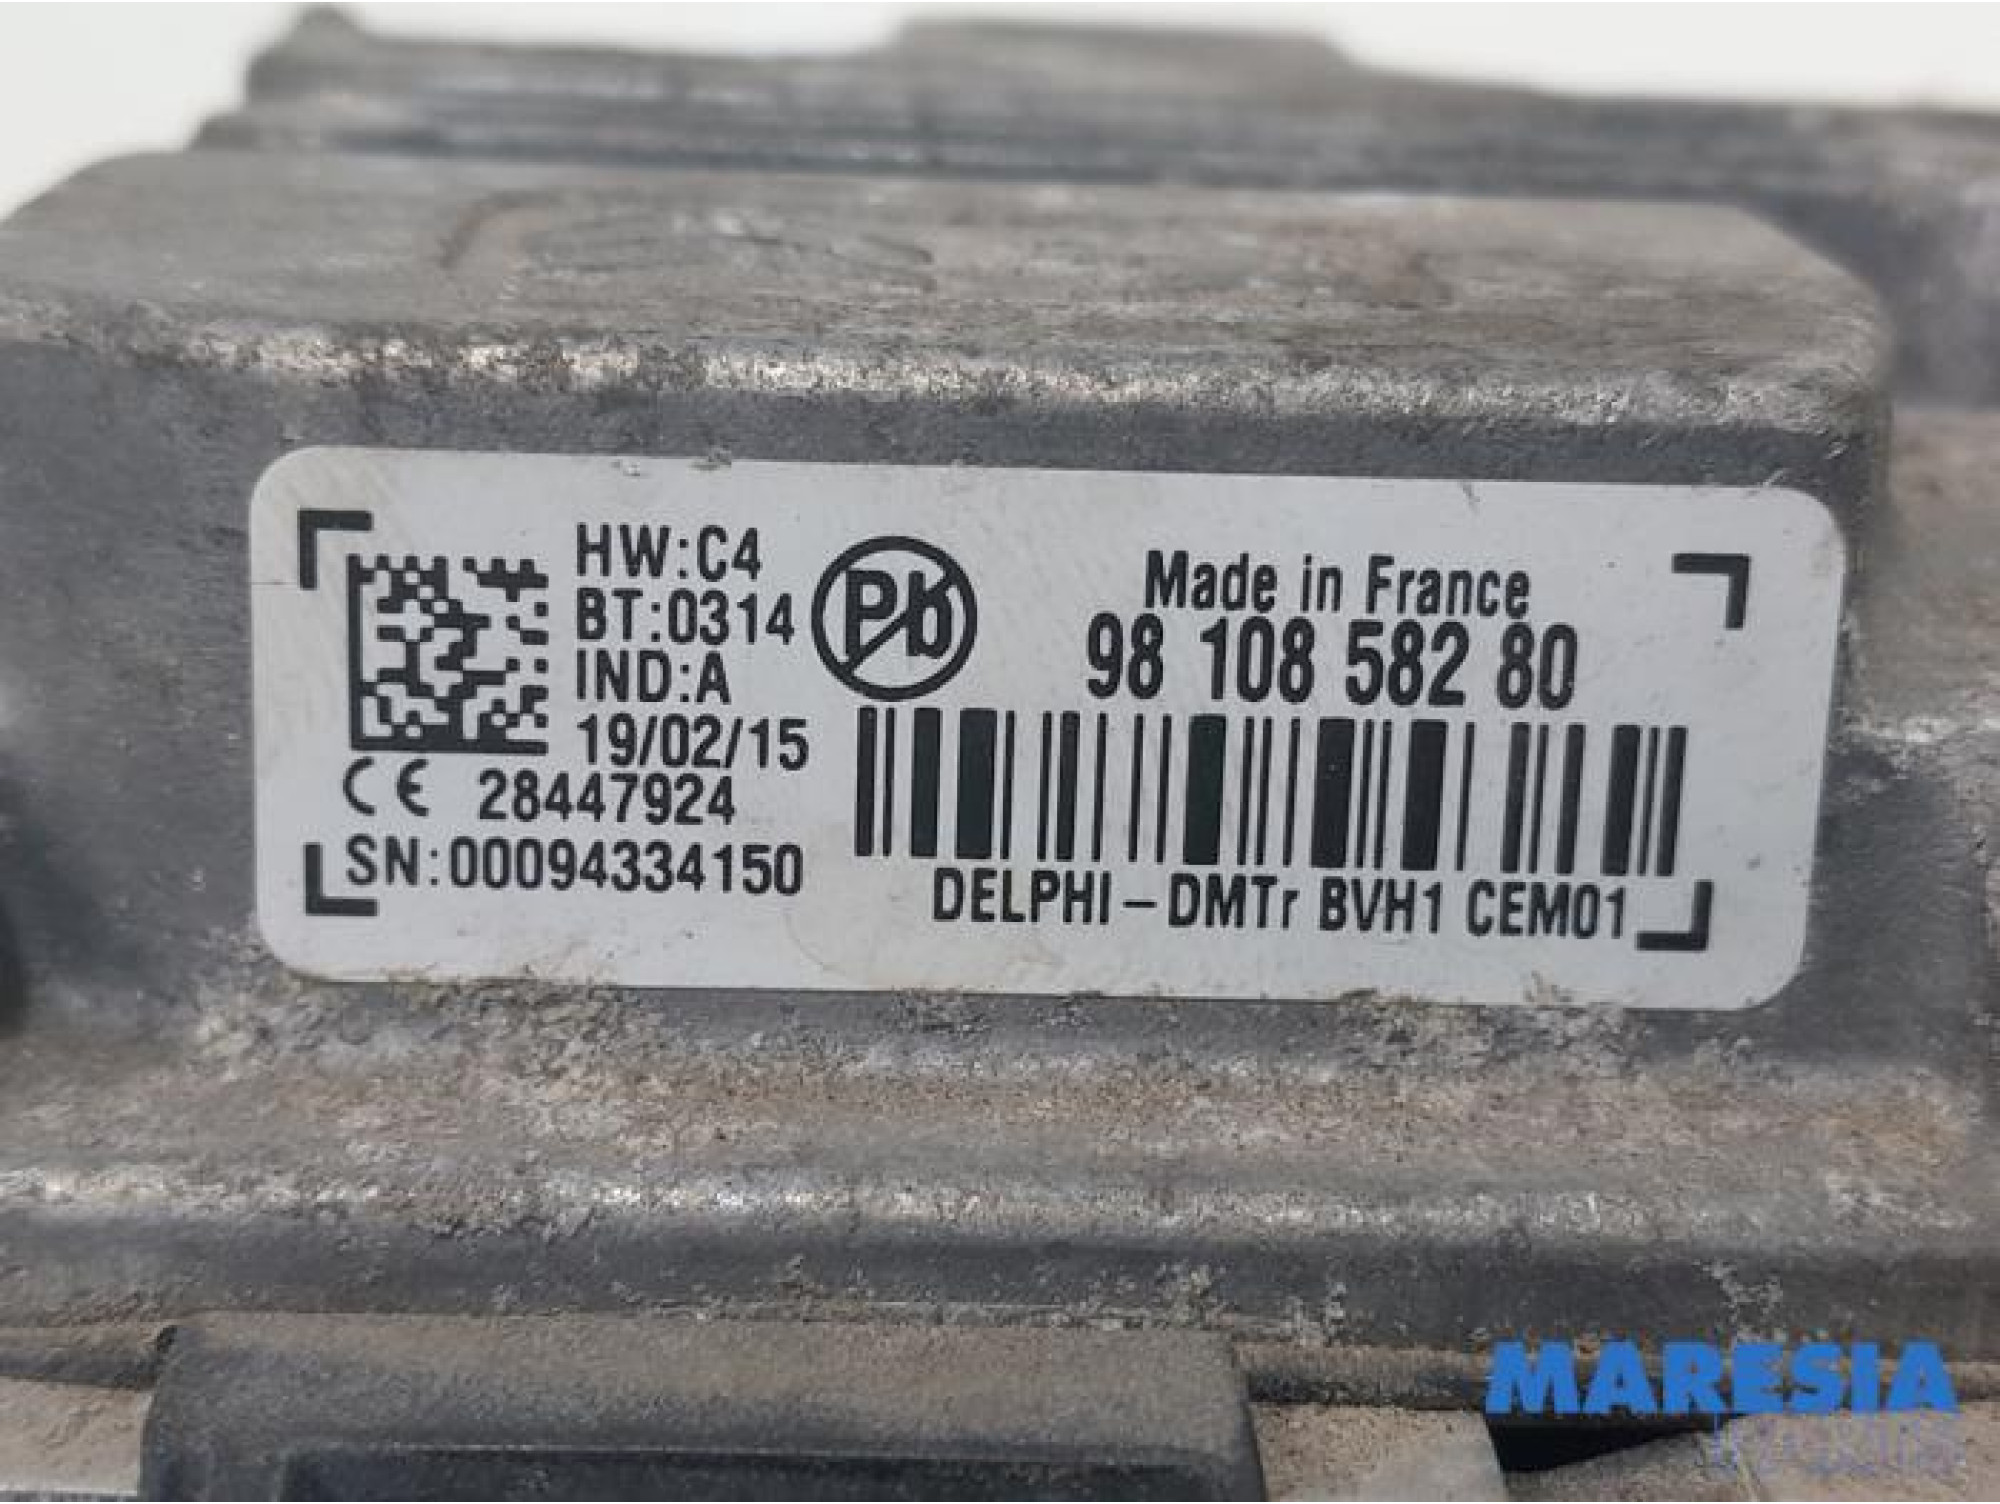 HW:C4
BT:0314
IND:A
19/02/15
CE 28447924
SN:00094334150
Pb
Made in France
98 108 582 80
DELPHI-DMTr BVH1 CEM01
MARESIA
PARTS